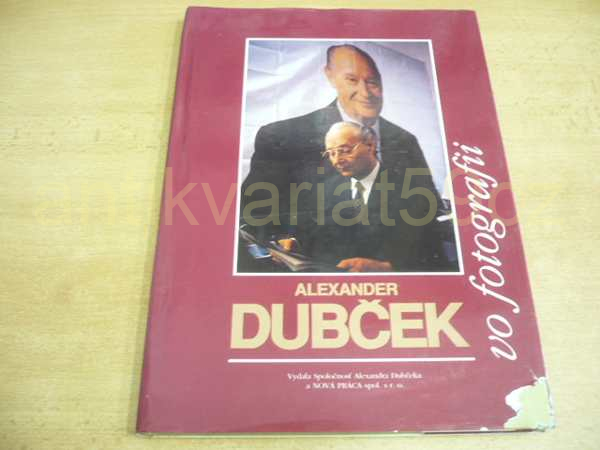 ALEXANDER
DUBČEK
vo fotografii
Vydala Spoločnosť Alexandra Dubčeka
a NOVÁ PRÁCA spol. s r. o.